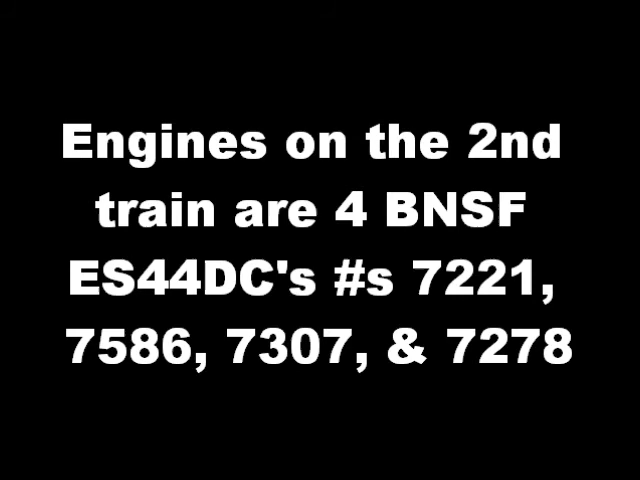 Engines on the 2nd
train are 4 BNSF
ES44DC's #s 7221,
7586, 7307, & 7278